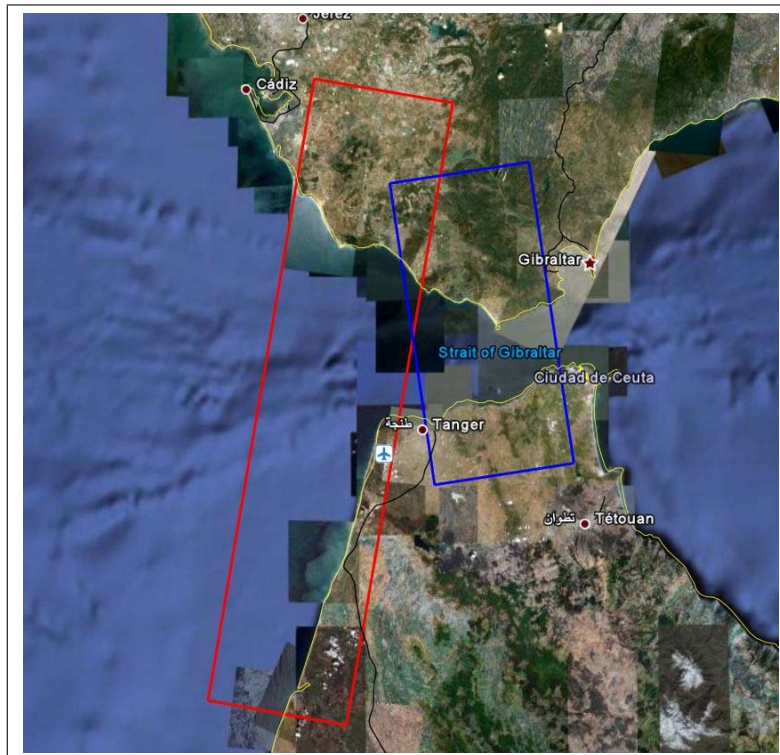 Jerez
Cádiz
Gibraltar
Strait of Gibraltar
Ciudad de Ceuta
طنجة Tanger
تطوان Tétouan